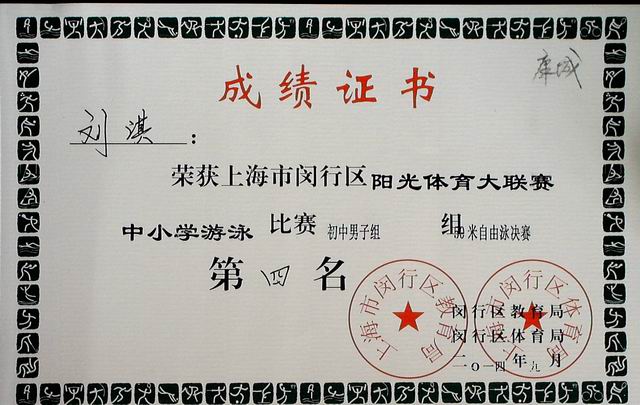 成绩证书
刘淇：
荣获上海市闵行区阳光体育大联赛
中小学游泳比赛初中男子组 组50米自由泳决赛
第四名
上海市闵行区教育局
上海市闵行区体育局
闵行区教育局
闵行区体育局
二〇一四年九月